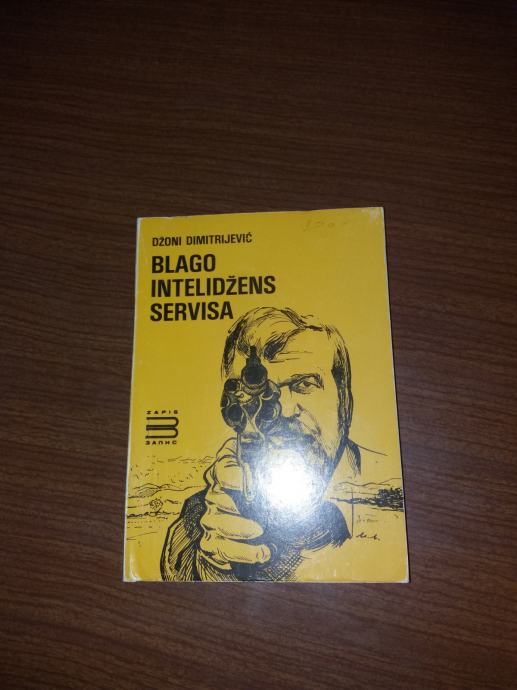 DŽONI DIMITRIJEVIĆ
BLAGO
INTELIDŽENS
SERVISA
ZAPIS
ЗАПИС